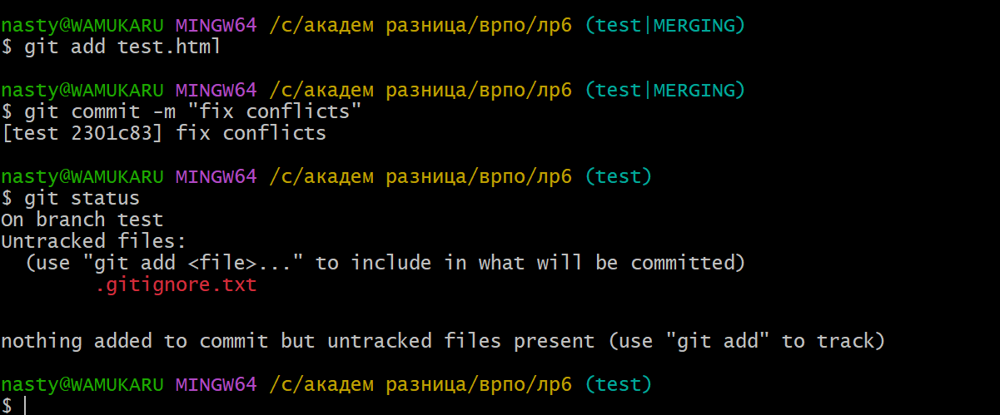 nasty@WAMUKARU MINGW64 /c/академ разница/врпо/лр6 (test|MERGING)
$ git add test.html
nasty@WAMUKARU MINGW64 /c/академ разница/врпо/лр6 (test|MERGING)
$ git commit -m "fix conflicts"
[test 2301c83] fix conflicts
nasty@WAMUKARU MINGW64 /c/академ разница/врпо/лр6 (test)
$ git status
On branch test
Untracked files:
  (use "git add <file>..." to include in what will be committed)
        .gitignore.txt
nothing added to commit but untracked files present (use "git add" to track)
nasty@WAMUKARU MINGW64 /c/академ разница/врпо/лр6 (test)
$